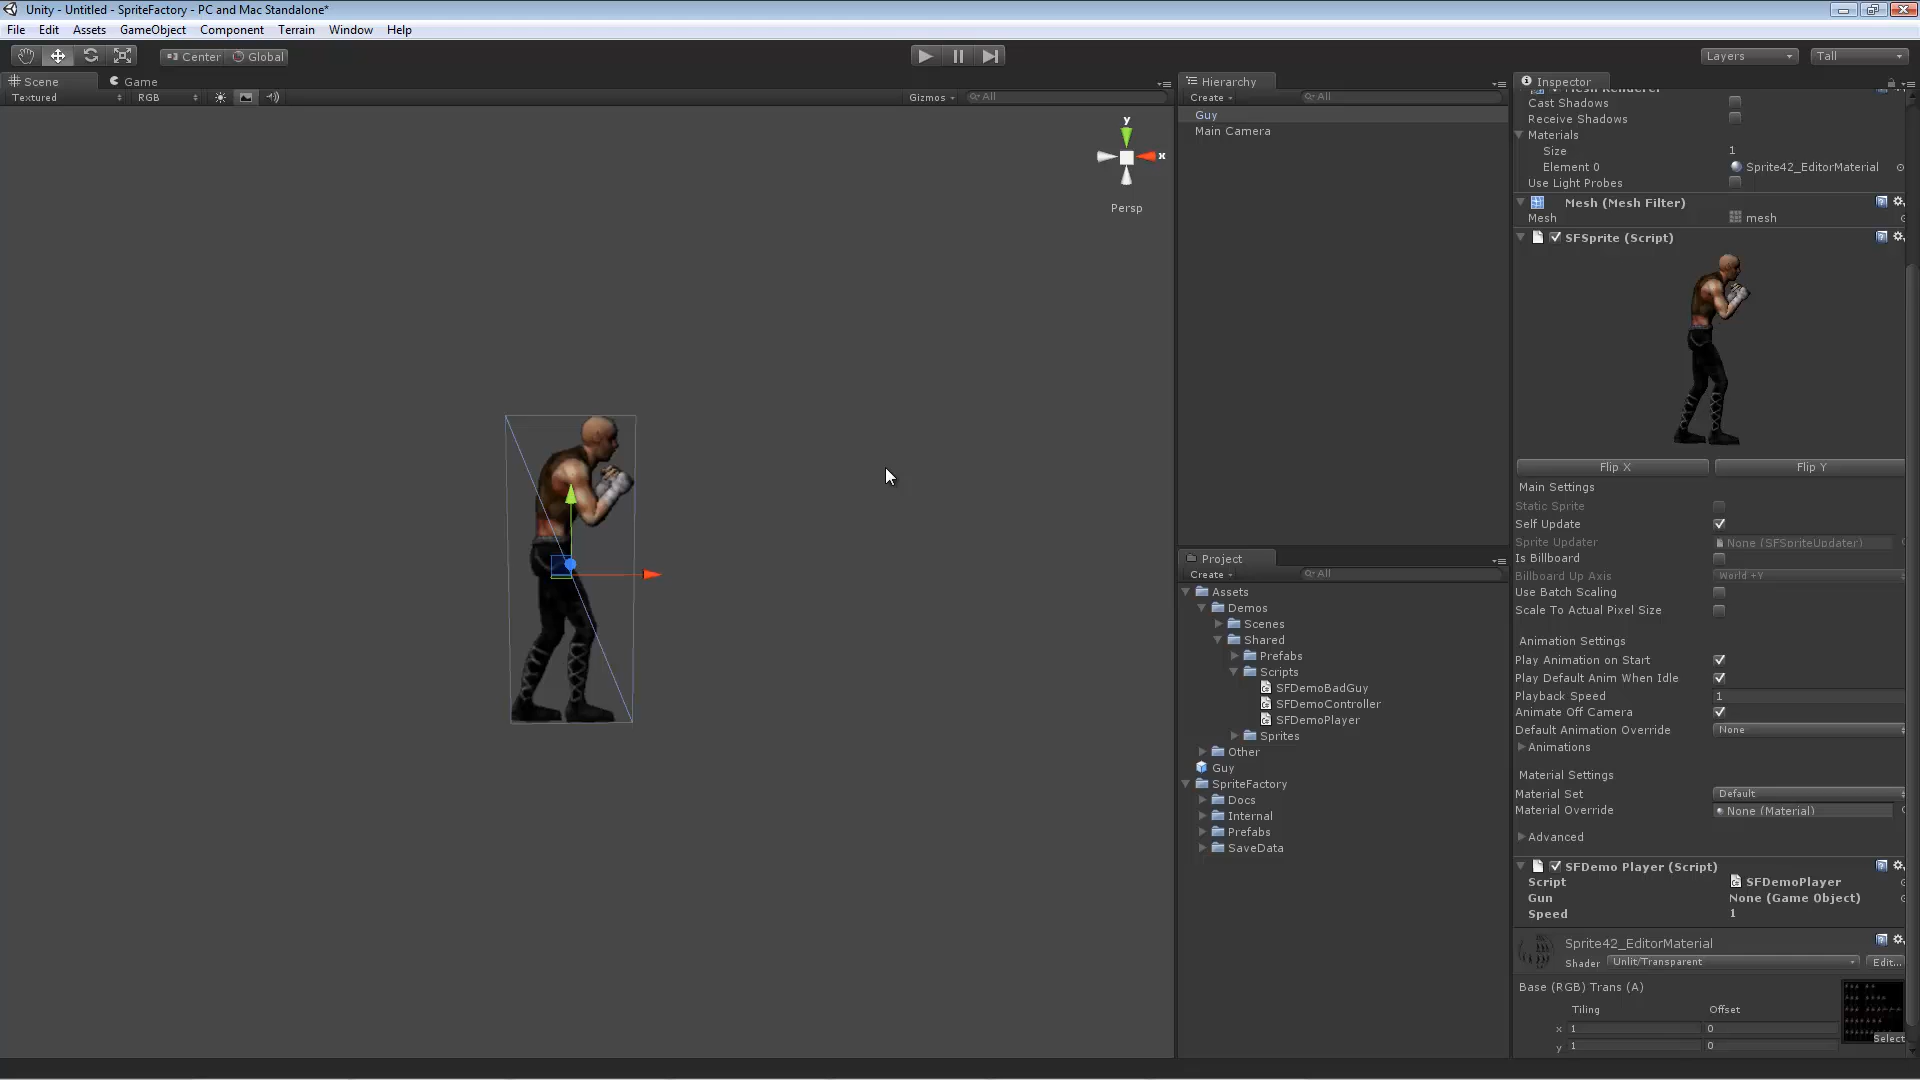 Unity - Untitled - SpriteFactory - PC and Mac Standalone*
File Edit Assets GameObject Component Terrain Window Help
Center Global Layers Tall
Scene Game
Textured RGB Gizmos All
y
x
Persp
Hierarchy
Create All
Guy
Main Camera
Project
Create All
Assets
Demos
Scenes
Shared
Prefabs
Scripts
SFDemoBadGuy
SFDemoController
SFDemoPlayer
Sprites
Other
Guy
SpriteFactory
Docs
Internal
Prefabs
SaveData
Inspector
Mesh Renderer
Cast Shadows
Receive Shadows
Materials
Size 1
Element 0 Sprite42_EditorMaterial
Use Light Probes
Mesh (Mesh Filter)
Mesh mesh
SFSprite (Script)
Flip X Flip Y
Main Settings
Static Sprite
Self Update
Sprite Updater None (SFSpriteUpdater)
Is Billboard
Billboard Up Axis World +Y
Use Batch Scaling
Scale To Actual Pixel Size
Animation Settings
Play Animation on Start
Play Default Anim When Idle
Playback Speed 1
Animate Off Camera
Default Animation Override None
Animations
Material Settings
Material Set Default
Material Override None (Material)
Advanced
SFDemo Player (Script)
Script SFDemoPlayer
Gun None (Game Object)
Speed 1
Sprite42_EditorMaterial
Shader Unlit/Transparent Edit...
Base (RGB) Trans (A)
Tiling Offset
x 1 0
y 1 0
Select